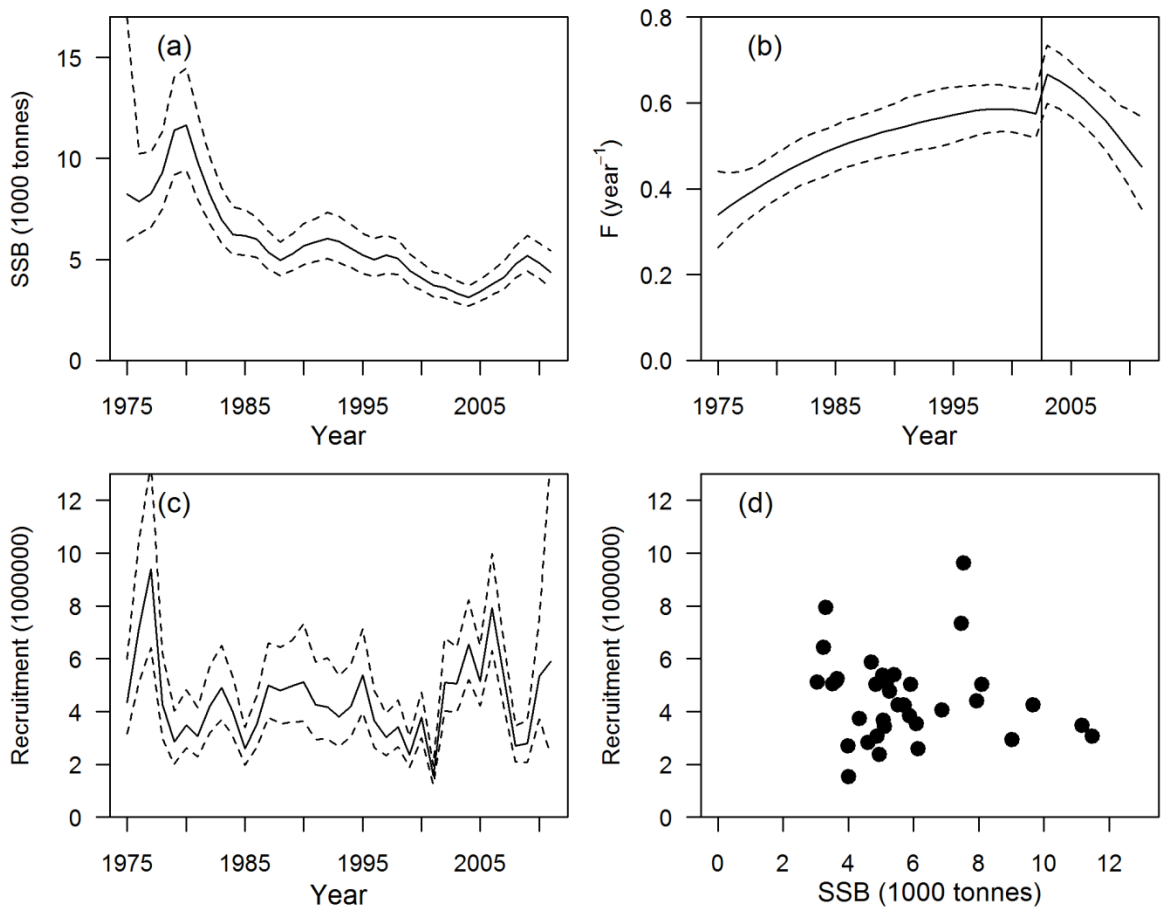 (a)
SSB (1000 tonnes)
15
10
5
0
1975 1985 1995 2005
Year
(b)
F (year⁻¹)
0.8
0.6
0.4
0.2
0.0
1975 1985 1995 2005
Year
(c)
Recruitment (1000000)
12
10
8
6
4
2
0
1975 1985 1995 2005
Year
(d)
Recruitment (1000000)
12
10
8
6
4
2
0
0 2 4 6 8 10 12
SSB (1000 tonnes)